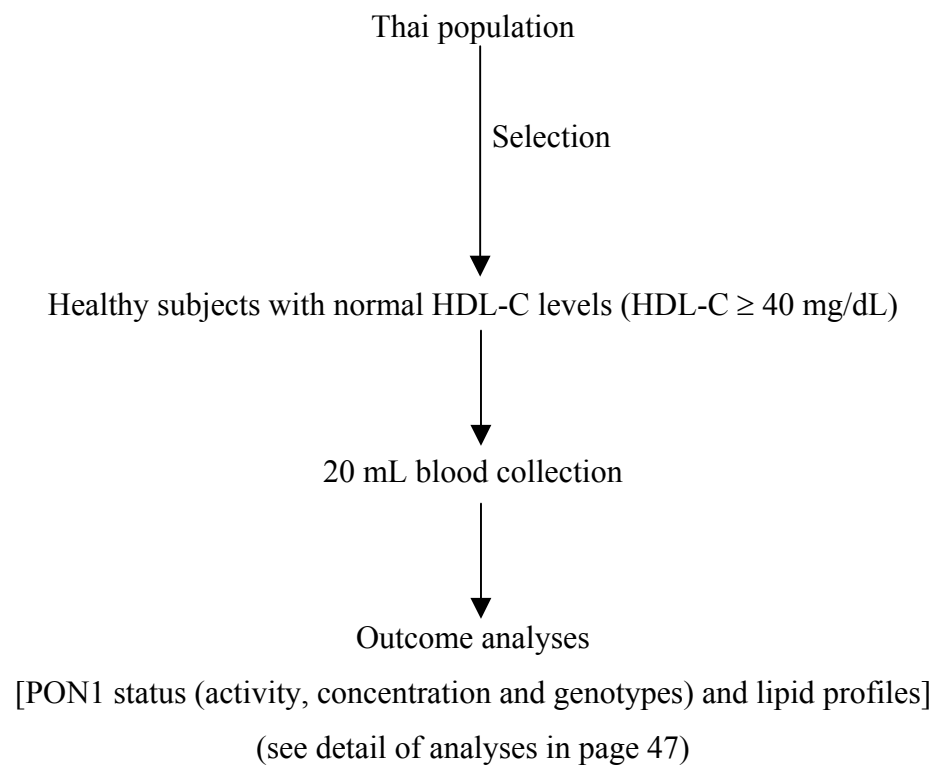 Thai population
Selection
Healthy subjects with normal HDL-C levels (HDL-C ≥ 40 mg/dL)
20 mL blood collection
Outcome analyses
[PON1 status (activity, concentration and genotypes) and lipid profiles]
(see detail of analyses in page 47)